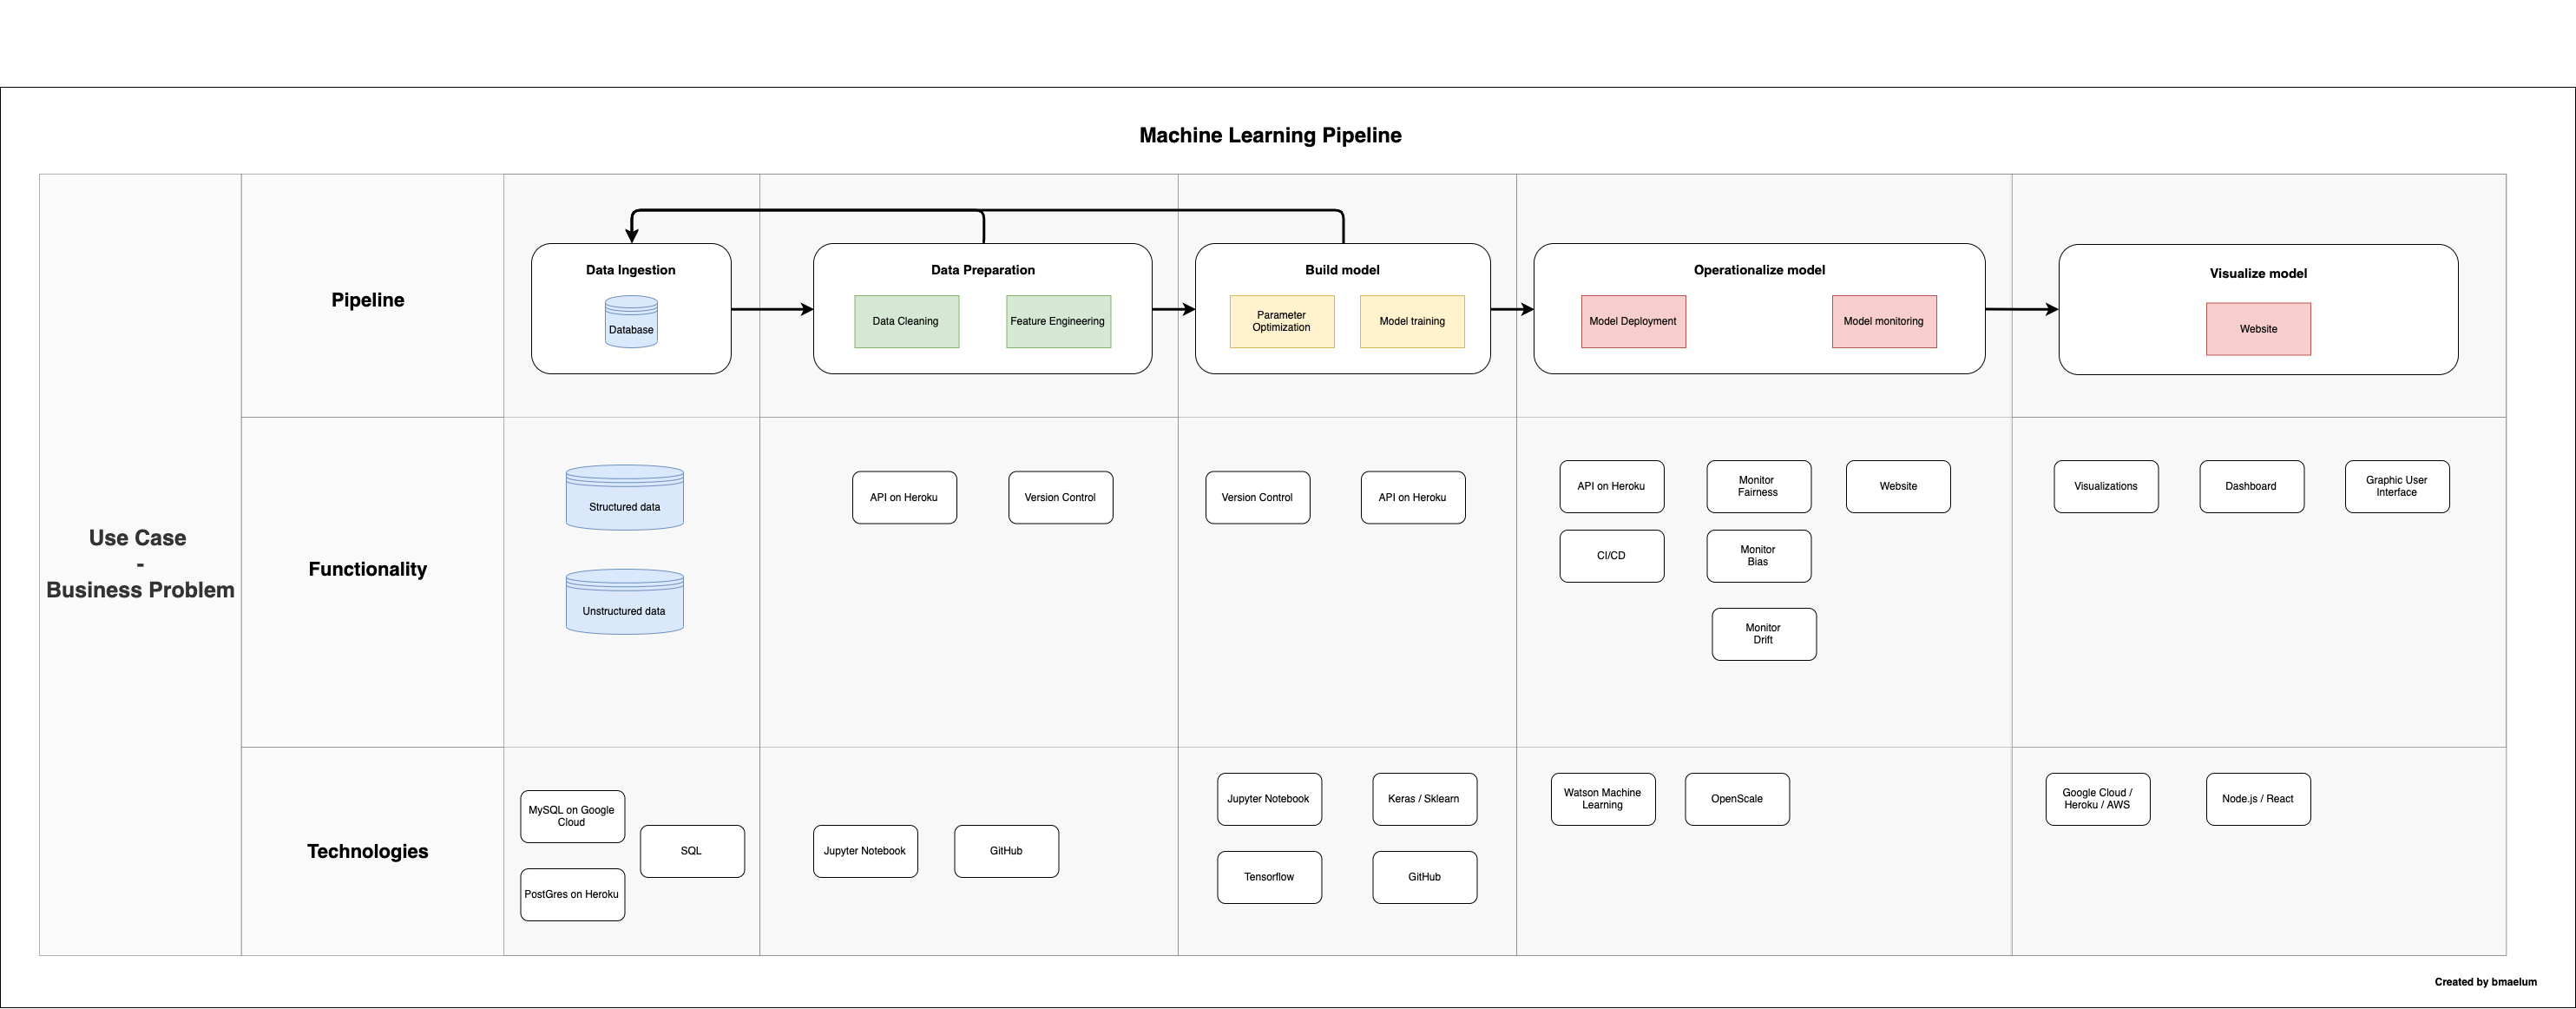 Machine Learning Pipeline
Use Case
-
Business Problem
Pipeline
Data Ingestion
Database
Data Preparation
Data Cleaning
Feature Engineering
Build model
Parameter
Optimization
Model training
Operationalize model
Model Deployment
Model monitoring
Visualize model
Website
Functionality
Structured data
Unstructured data
API on Heroku
Version Control
Version Control
API on Heroku
API on Heroku
Monitor
Fairness
Website
CI/CD
Monitor
Bias
Monitor
Drift
Visualizations
Dashboard
Graphic User
Interface
Technologies
MySQL on Google
Cloud
SQL
PostGres on Heroku
Jupyter Notebook
GitHub
Jupyter Notebook
Keras / Sklearn
Tensorflow
GitHub
Watson Machine
Learning
OpenScale
Google Cloud /
Heroku / AWS
Node.js / React
Created by bmaelum